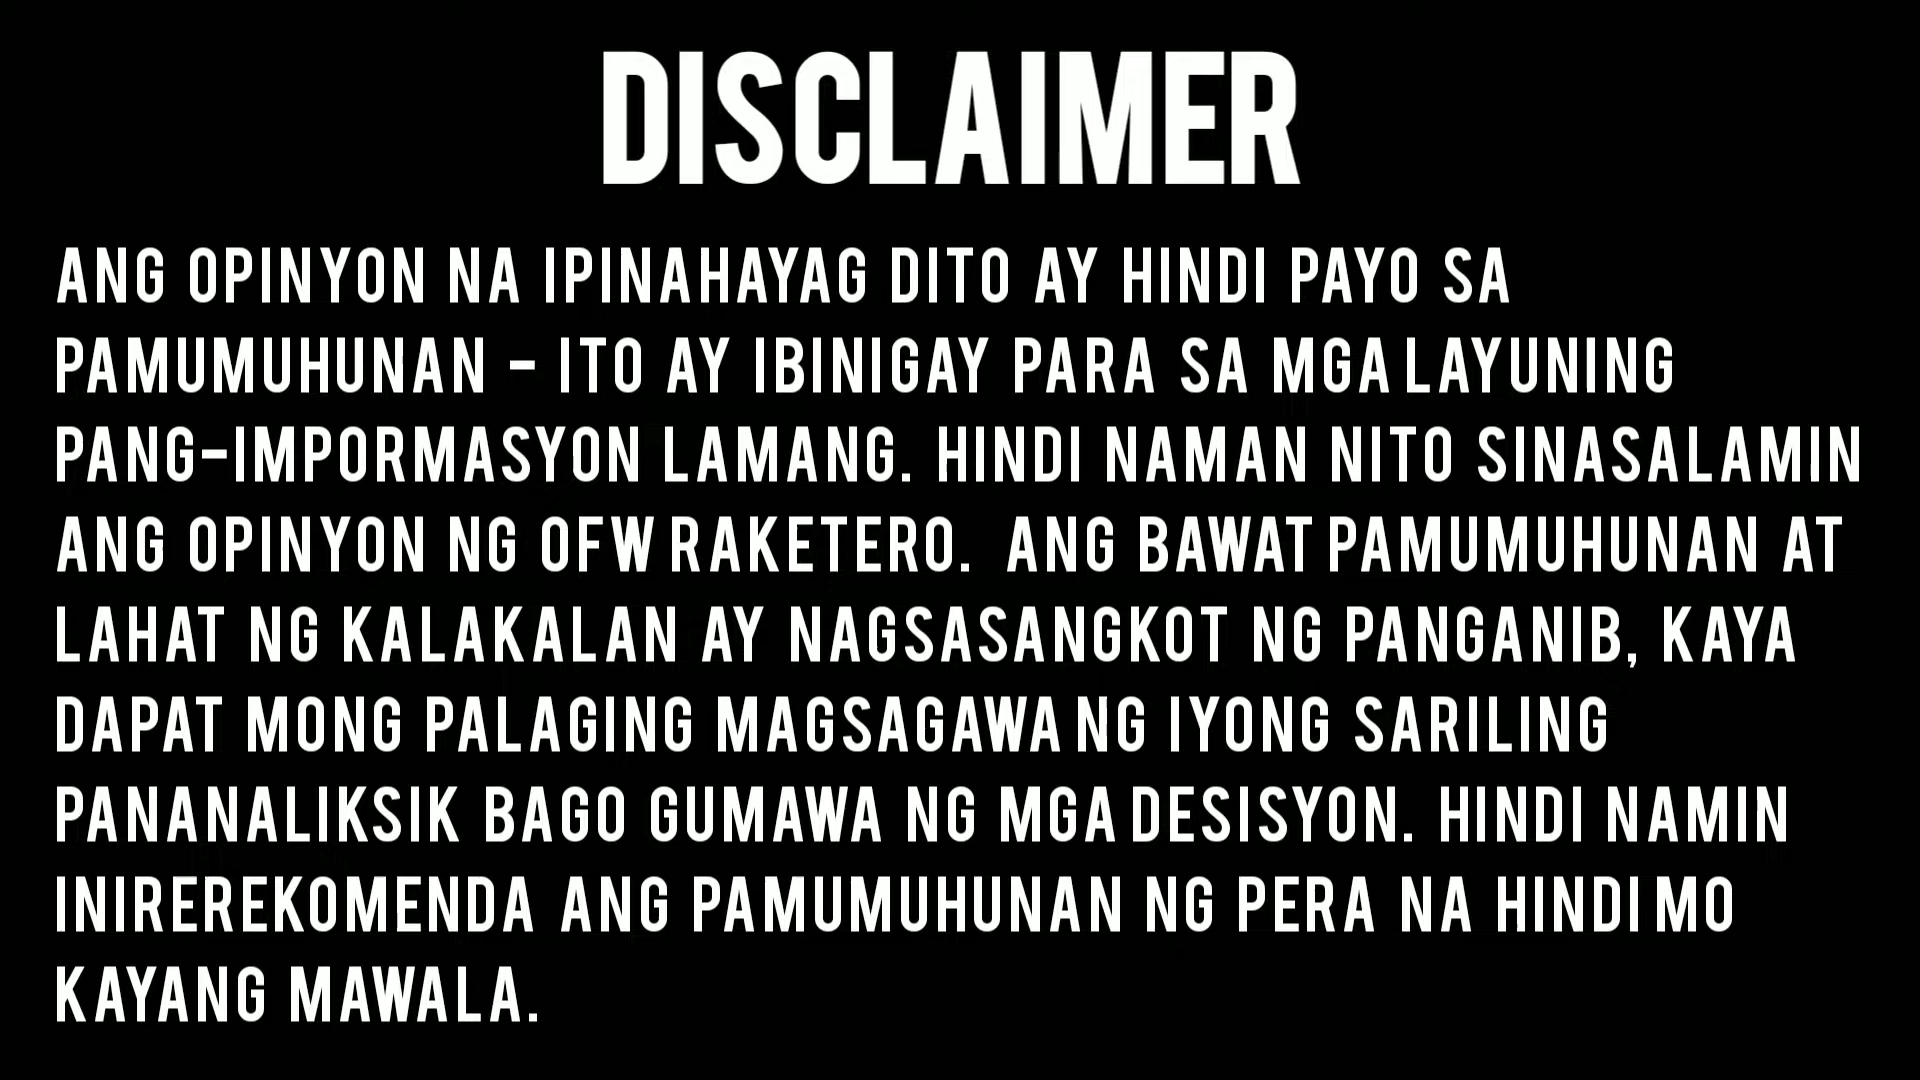 DISCLAIMER
ANG OPINYON NA IPINAHAYAG DITO AY HINDI PAYO SA
PAMUMUHUNAN - ITO AY IBINIGAY PARA SA MGA LAYUNING
PANG-IMPORMASYON LAMANG. HINDI NAMAN NITO SINASALAMIN
ANG OPINYON NG OFW RAKETERO. ANG BAWAT PAMUMUHUNAN AT
LAHAT NG KALAKALAN AY NAGSASANGKOT NG PANGANIB, KAYA
DAPAT MONG PALAGING MAGSAGAWA NG IYONG SARILING
PANANALIKSIK BAGO GUMAWA NG MGA DESISYON. HINDI NAMIN
INIREREKOMENDA ANG PAMUMUHUNAN NG PERA NA HINDI MO
KAYANG MAWALA.